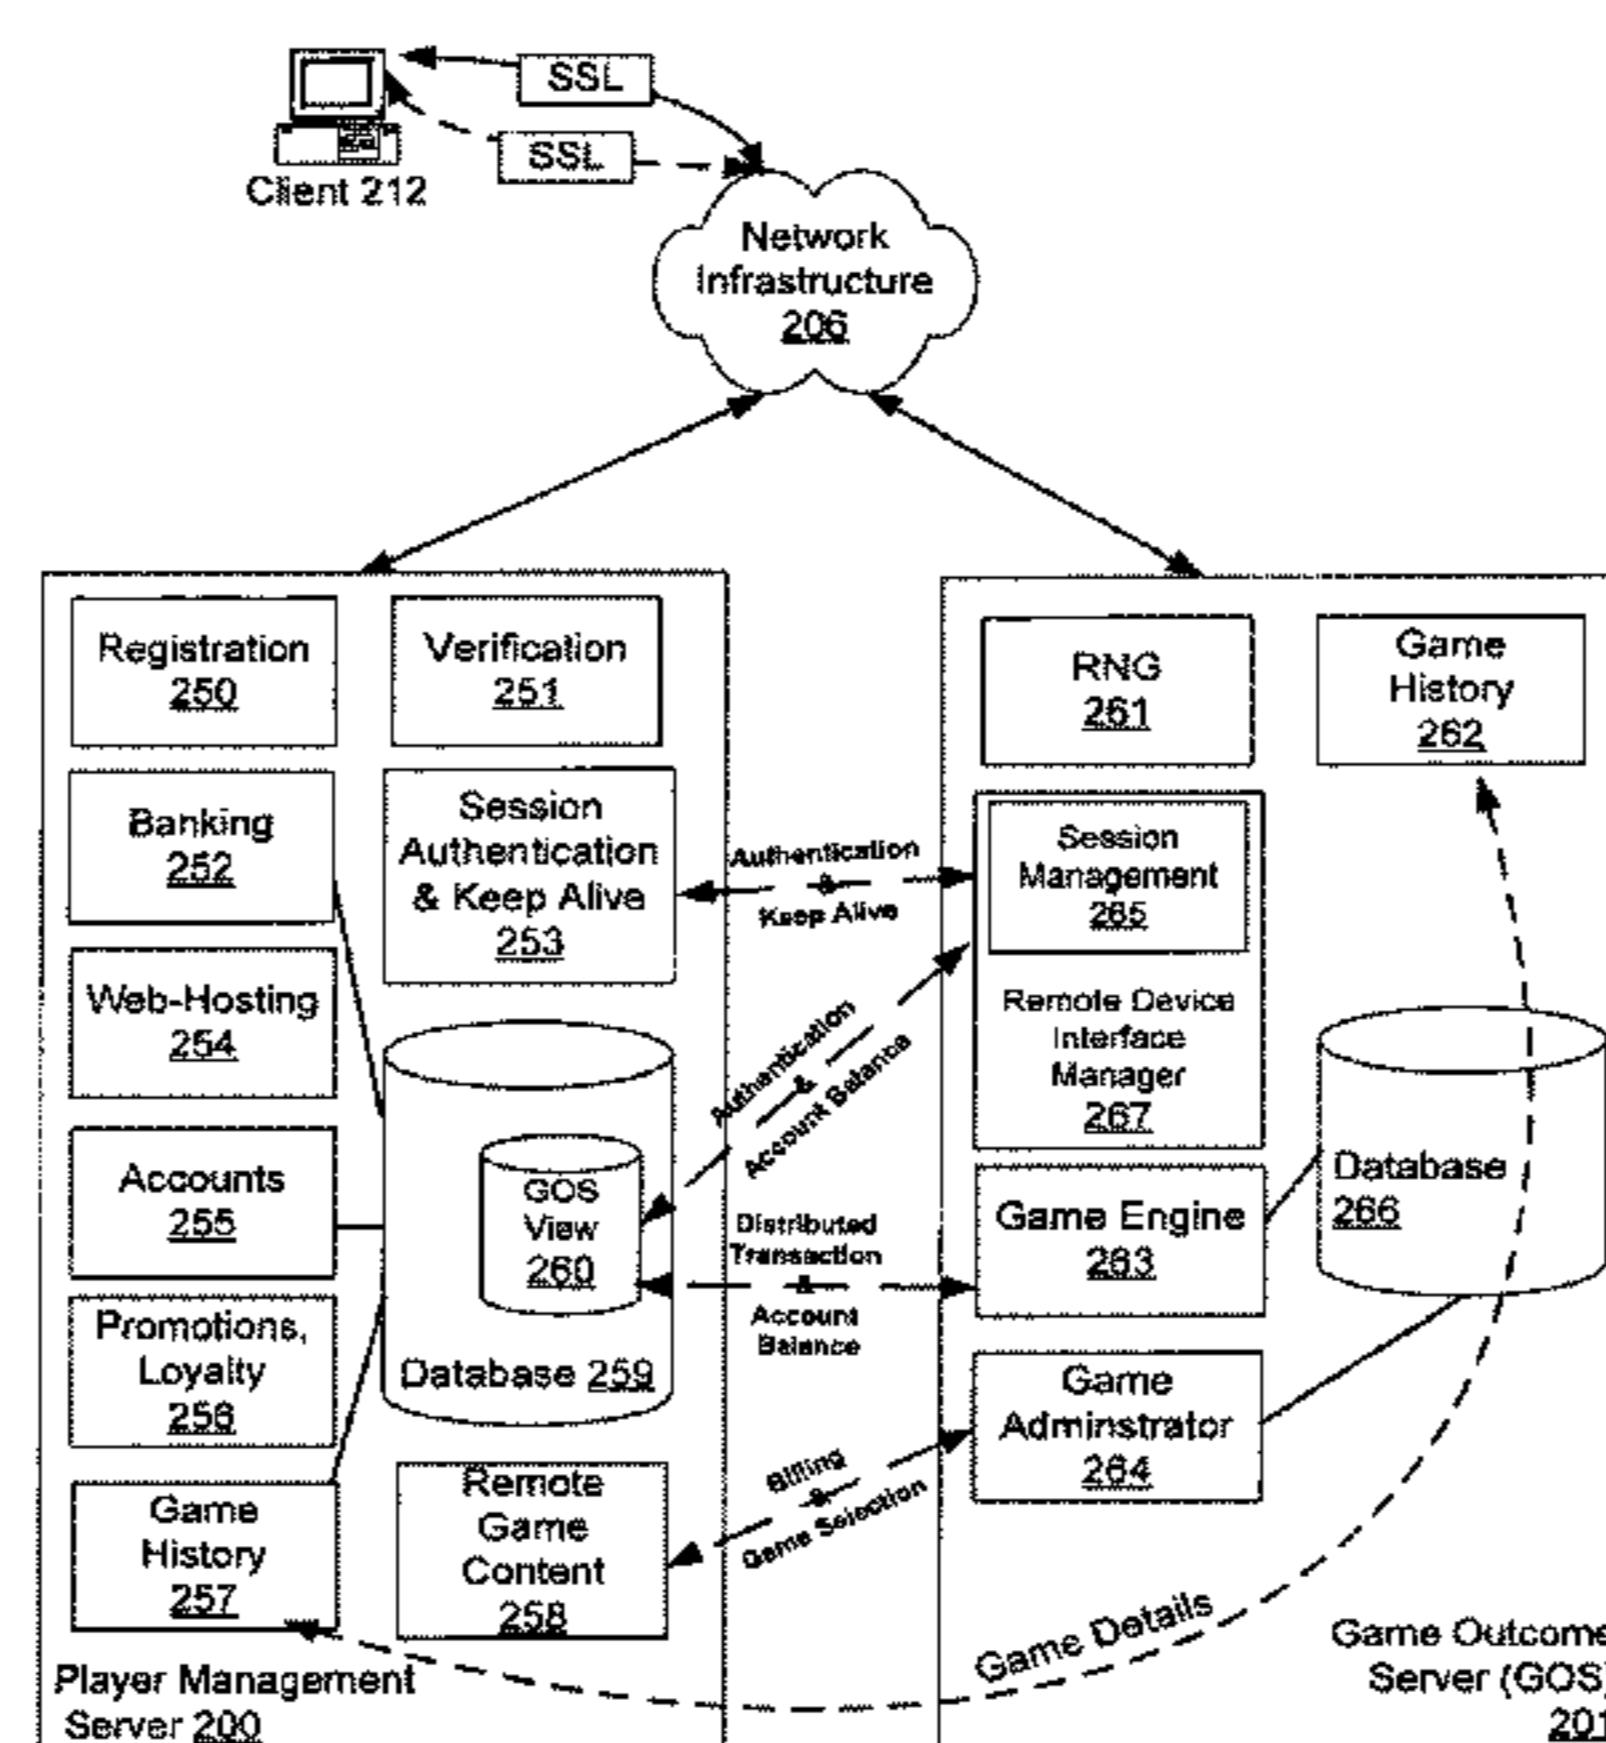 SSL
SSL
Client 212
Network
Infrastructure
206
Registration
250
Verification
251
Banking
252
Session
Authentication
& Keep Alive
253
Web-Hosting
254
Accounts
255
GOS
View
260
Database 259
Promotions,
Loyalty
256
Game
History
257
Remote
Game
Content
258
Player Management
Server 200
Authentication
&
Keep Alive
Authentication
&
Account Balance
Distributed
Transaction
&
Account
Balance
Billing
&
Game Selection
Game Details
RNG
261
Game
History
262
Session
Management
265
Remote Device
Interface
Manager
267
Database
266
Game Engine
263
Game
Adminstrator
264
Game Outcome
Server (GOS)
201